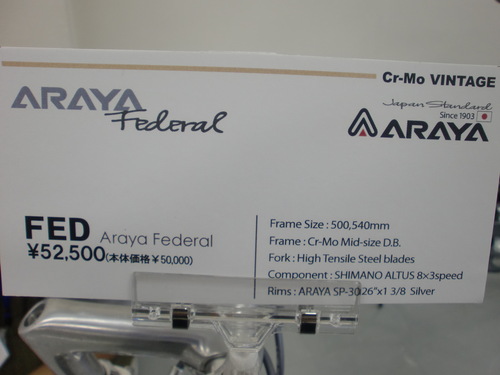 Cr-Mo VINTAGE
ARAYA
Federal
Japan Standard
Since 1903
ARAYA
FED Araya Federal
¥52,500(本体価格¥50,000)
Frame Size : 500,540mm
Frame : Cr-Mo Mid-size D.B.
Fork : High Tensile Steel blades
Component : SHIMANO ALTUS 8×3speed
Rims : ARAYA SP-30 26"x1 3/8 Silver